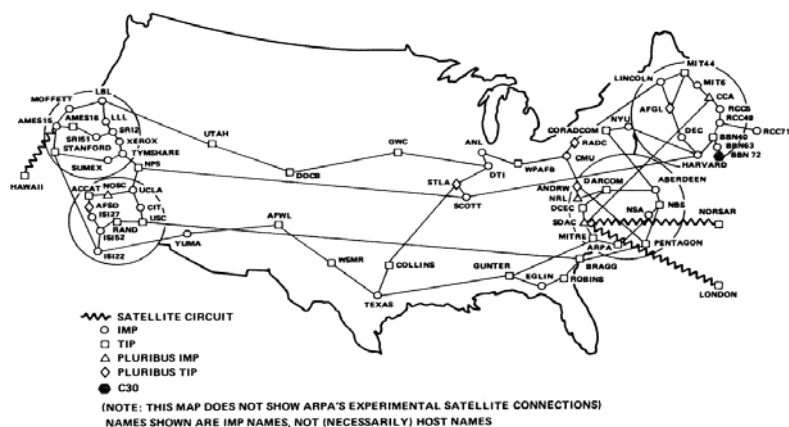 MIT44
LINCOLN
MIT6
CCA
AFGL
RCC5
RCC49
RCC71
DEC
CORADCOM
NYU
RADC
BBN40
BBN63
BBN 72
HARVARD
MOFFETT
LBL
AMES15
AMES16
LLL
SRI2
SRI51
XEROX
STANFORD
TYMSHARE
SUMEX
NPS
HAWAII
UTAH
DOCB
GWC
ANL
DTI
WPAFB
CMU
STLA
SCOTT
ACCAT
NOSC
UCLA
AFSD
CIT
ISI27
RAND
USC
ISI52
ISI22
YUMA
AFWL
WSMR
TEXAS
COLLINS
GUNTER
EGLIN
ROBINS
BRAGG
ANDRW
DARCOM
ABERDEEN
NRL
DCEC
NSA
NBS
SDAC
NORSAR
MITRE
ARPA
PENTAGON
LONDON
SATELLITE CIRCUIT
IMP
TIP
PLURIBUS IMP
PLURIBUS TIP
C30
(NOTE: THIS MAP DOES NOT SHOW ARPA'S EXPERIMENTAL SATELLITE CONNECTIONS)
NAMES SHOWN ARE IMP NAMES, NOT (NECESSARILY) HOST NAMES